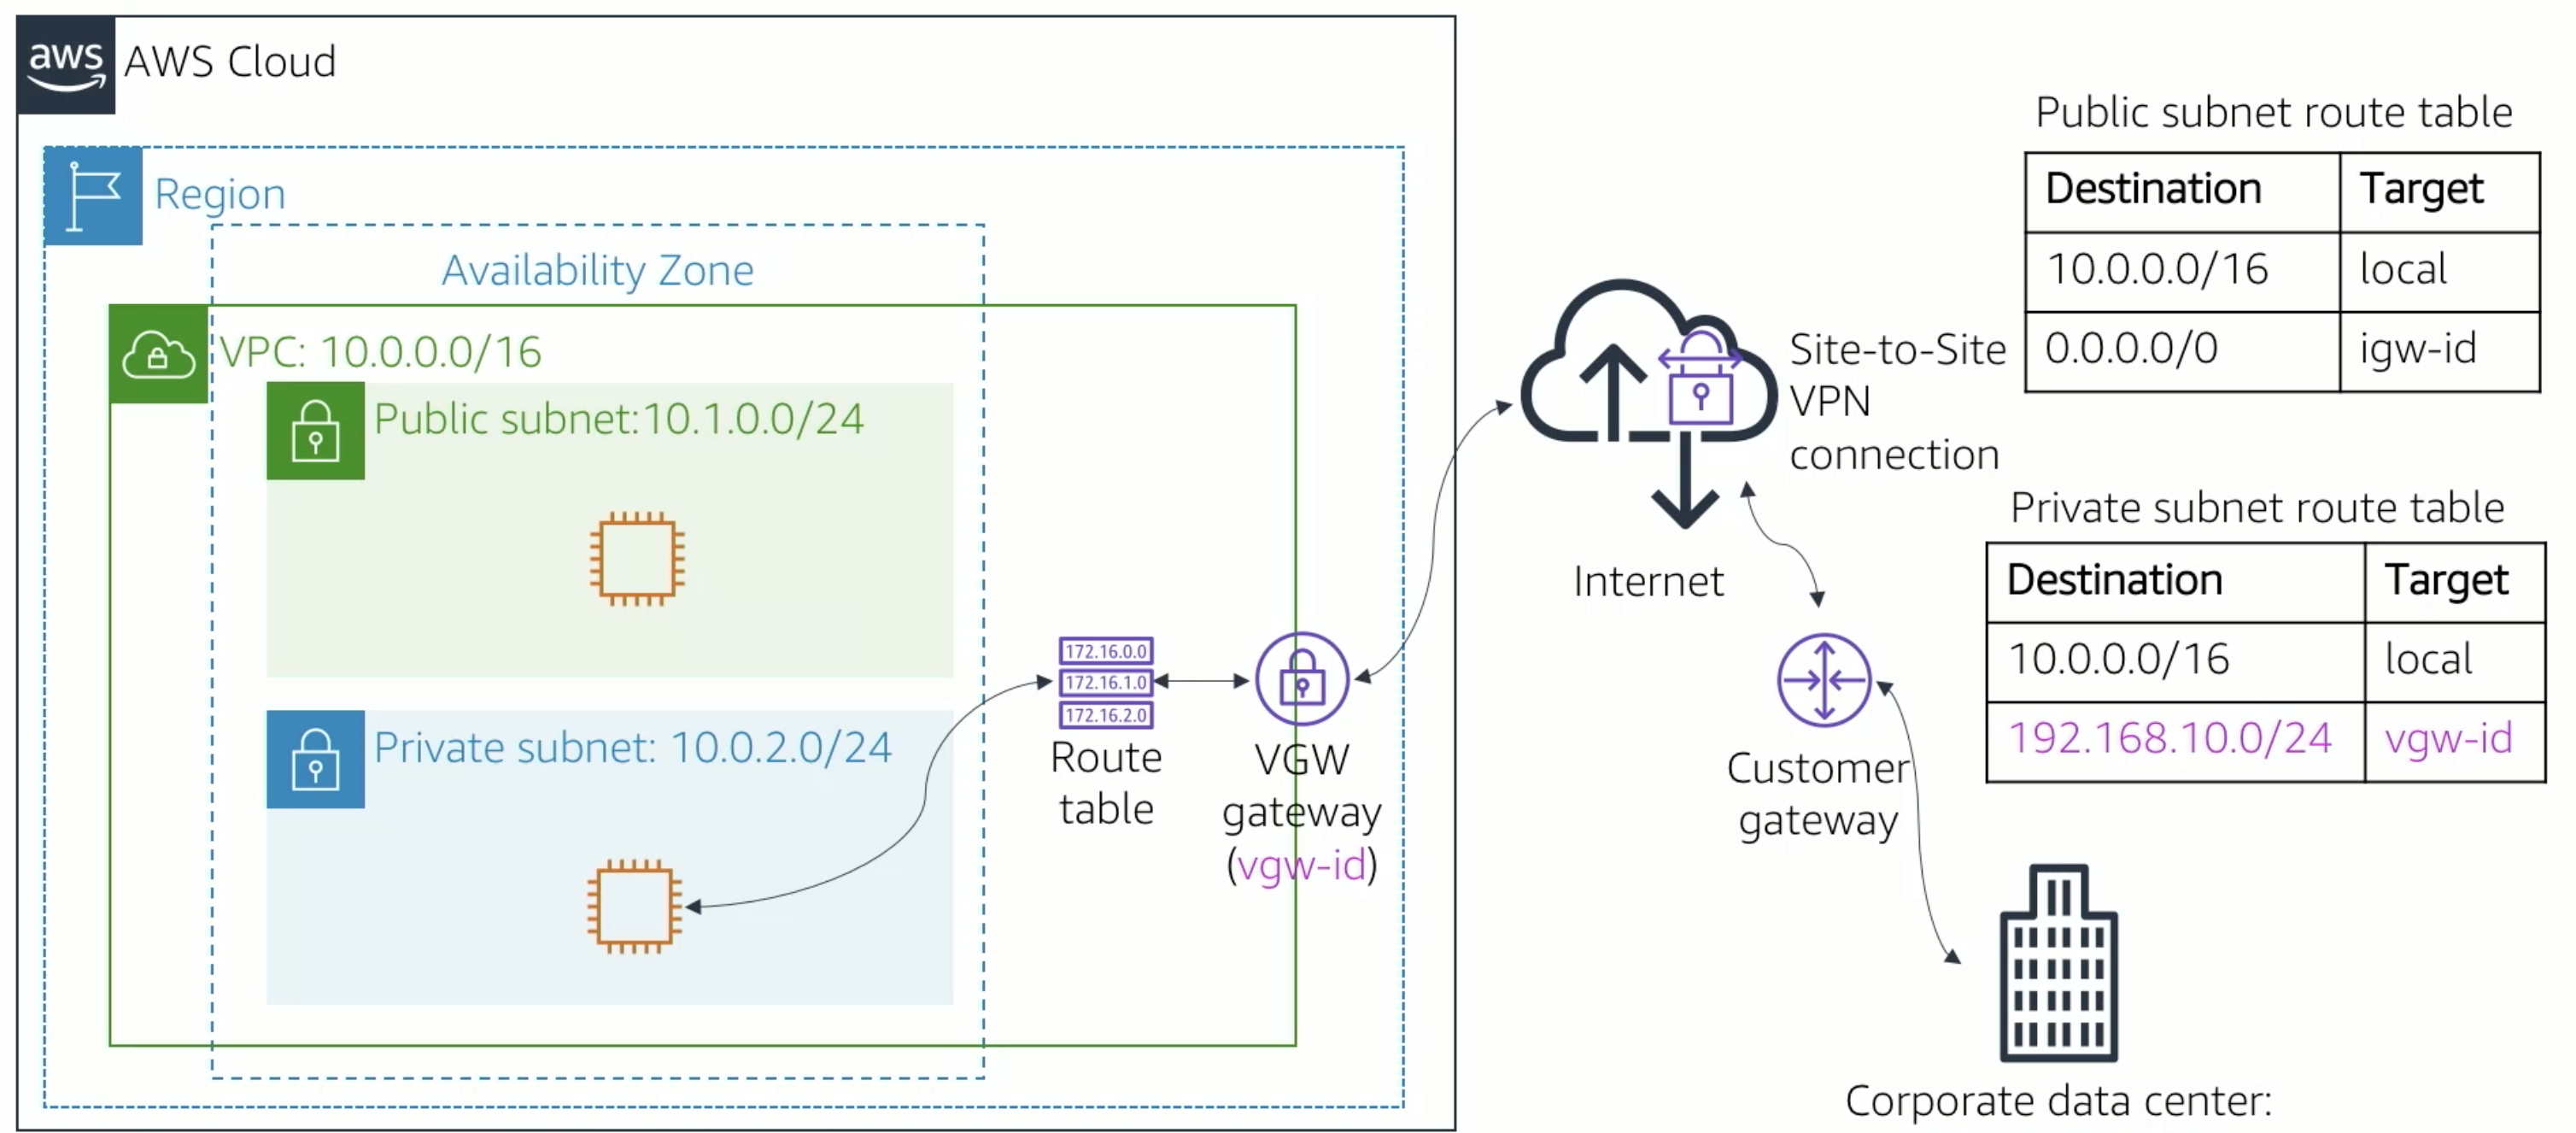 aws
AWS Cloud
Region
Availability Zone
VPC: 10.0.0.0/16
Public subnet:10.1.0.0/24
Private subnet: 10.0.2.0/24
172.16.0.0
172.16.1.0
172.16.2.0
Route
table
VGW
gateway
(vgw-id)
Site-to-Site
VPN
connection
Internet
Customer
gateway
Corporate data center:
Public subnet route table
Destination Target
10.0.0.0/16 local
0.0.0.0/0 igw-id
Private subnet route table
Destination Target
10.0.0.0/16 local
192.168.10.0/24 vgw-id